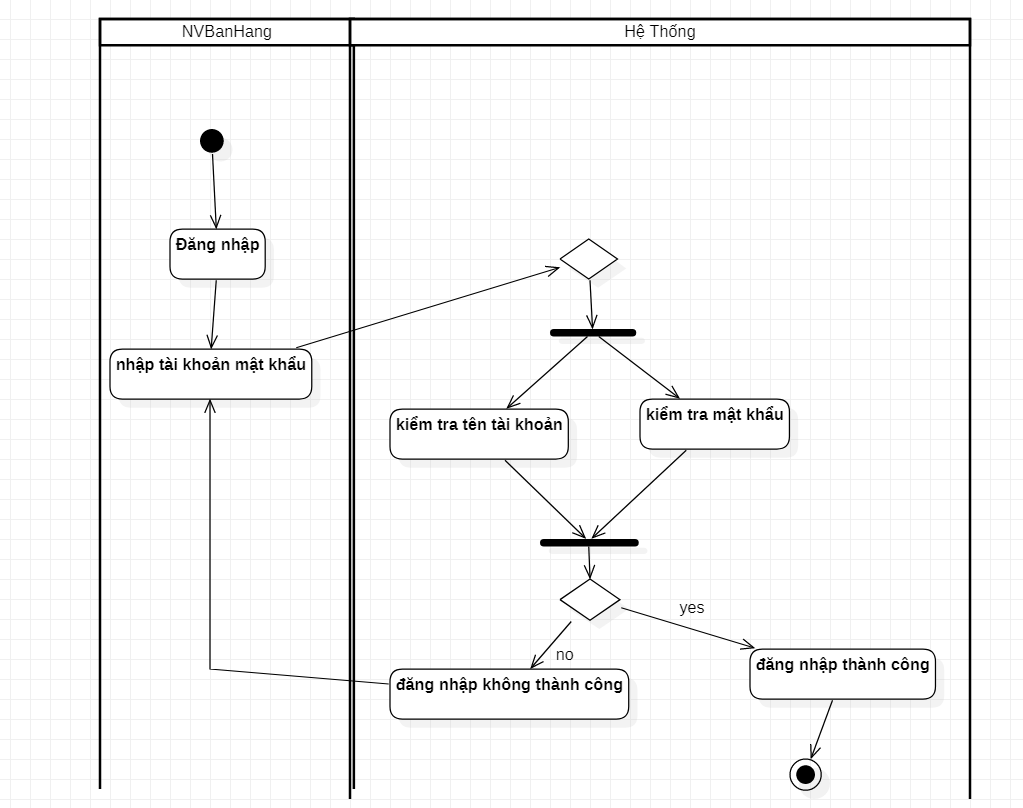 NVBanHang
Hệ Thống
Đăng nhập
nhập tài khoản mật khẩu
kiểm tra tên tài khoản
kiểm tra mật khẩu
yes
no
đăng nhập thành công
đăng nhập không thành công